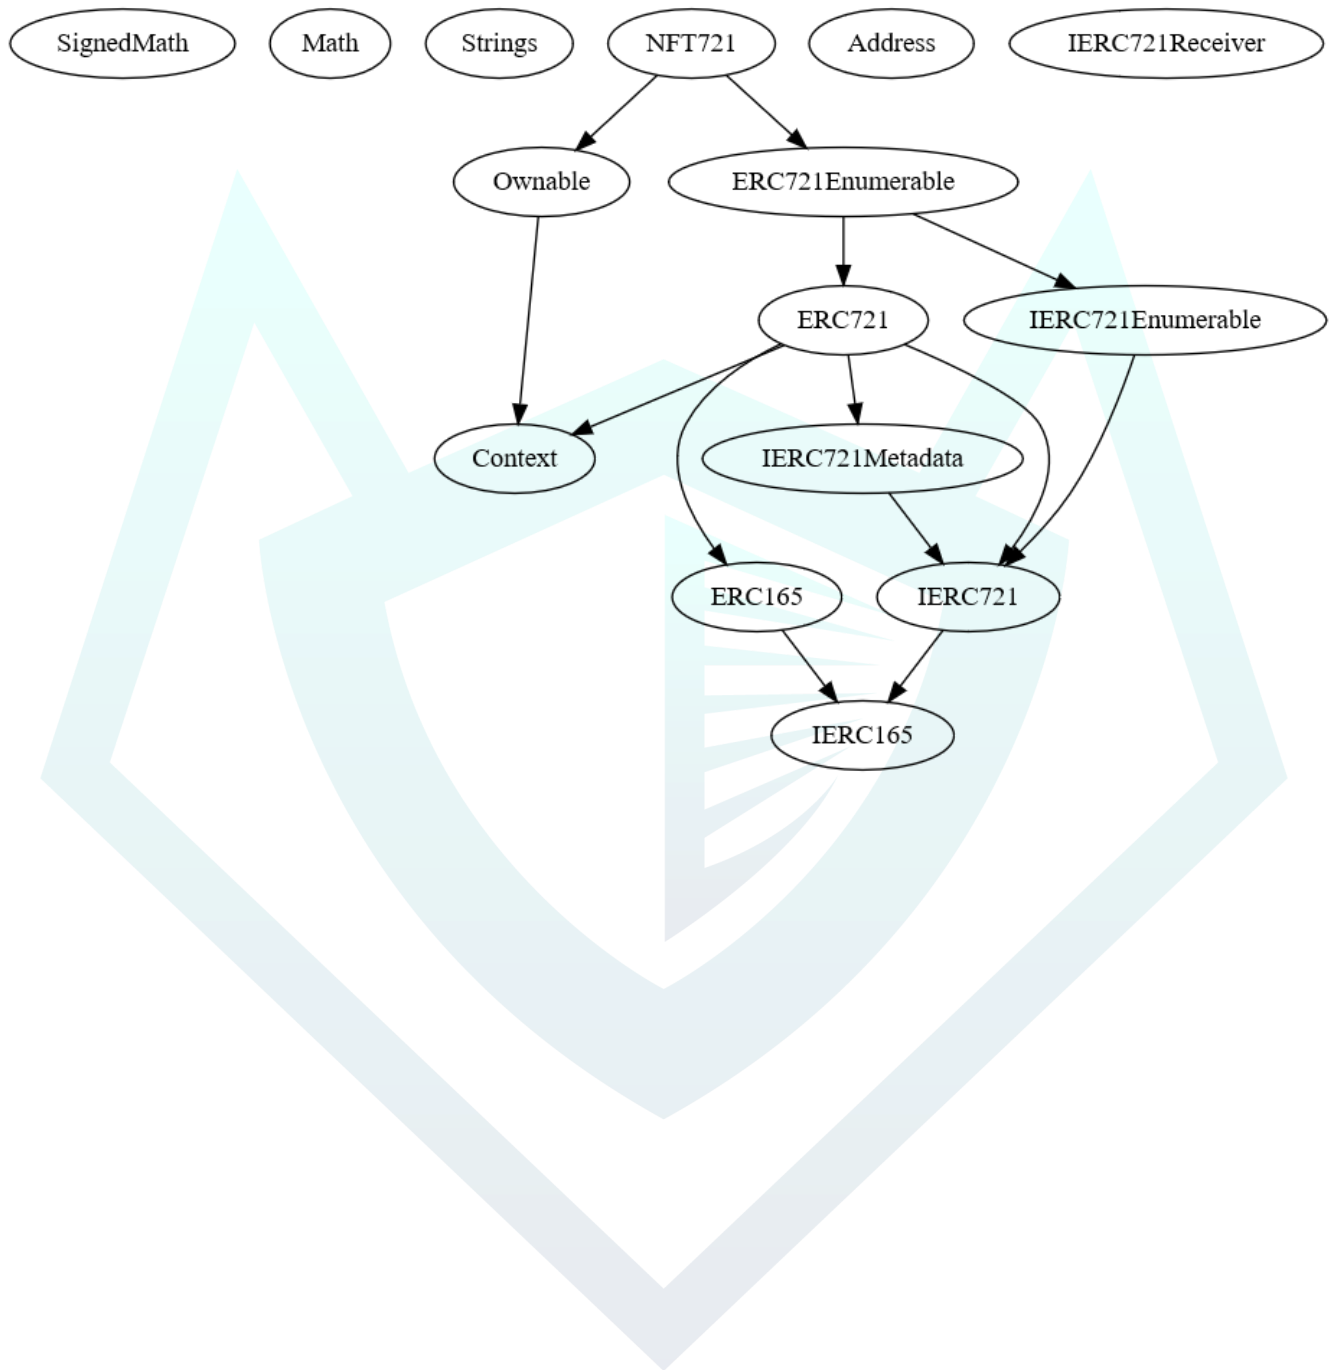 SignedMath
Math
Strings
NFT721
Address
IERC721Receiver
Ownable
ERC721Enumerable
ERC721
IERC721Enumerable
Context
IERC721Metadata
ERC165
IERC721
IERC165